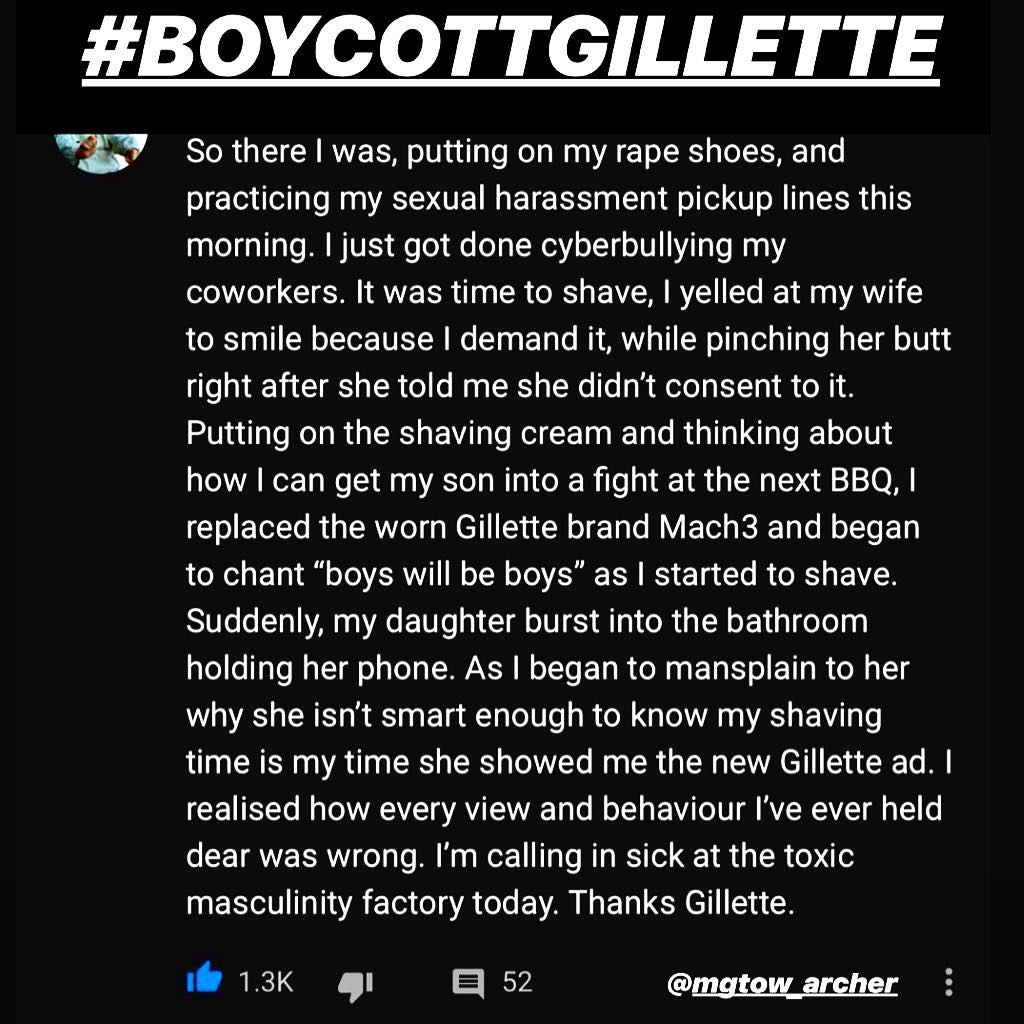 #BOYCOTTGILLETTE
So there I was, putting on my rape shoes, and
practicing my sexual harassment pickup lines this
morning. I just got done cyberbullying my
coworkers. It was time to shave, I yelled at my wife
to smile because I demand it, while pinching her butt
right after she told me she didn’t consent to it.
Putting on the shaving cream and thinking about
how I can get my son into a fight at the next BBQ, I
replaced the worn Gillette brand Mach3 and began
to chant “boys will be boys” as I started to shave.
Suddenly, my daughter burst into the bathroom
holding her phone. As I began to mansplain to her
why she isn’t smart enough to know my shaving
time is my time she showed me the new Gillette ad. I
realised how every view and behaviour I’ve ever held
dear was wrong. I’m calling in sick at the toxic
masculinity factory today. Thanks Gillette.
1.3K 52 @mgtow_archer